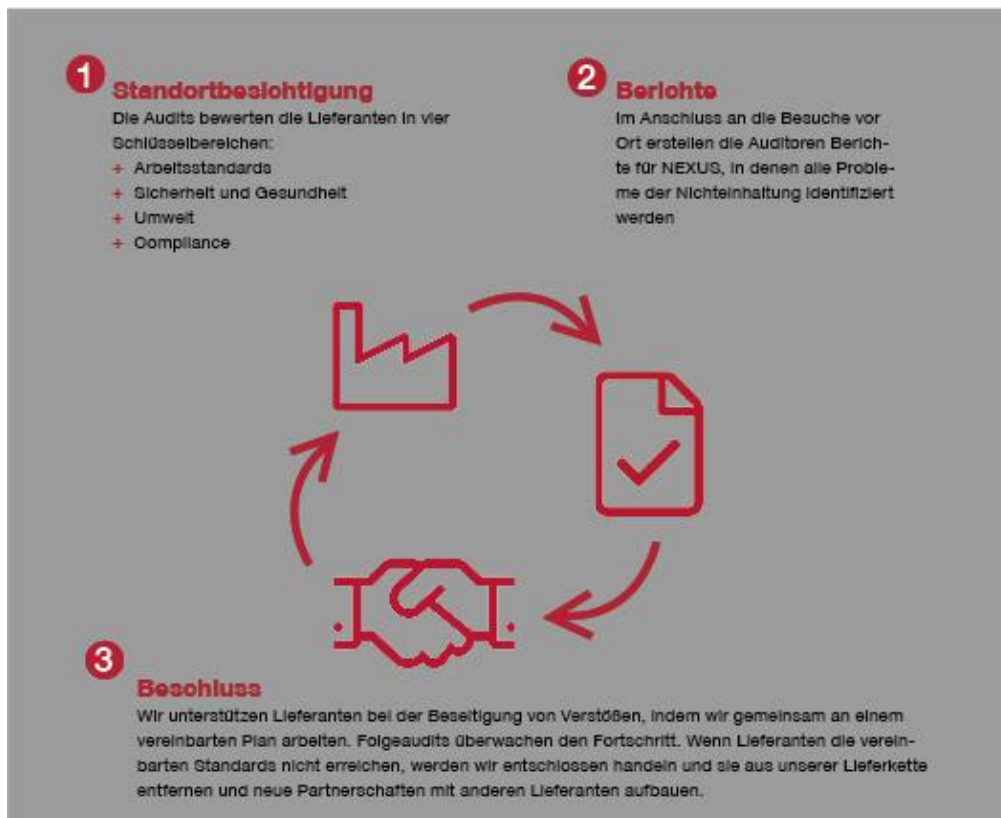 1
Standortbesichtigung
Die Audits bewerten die Lieferanten in vier
Schlüsselbereichen:
+ Arbeitsstandards
+ Sicherheit und Gesundheit
+ Umwelt
+ Compliance
2
Berichte
Im Anschluss an die Besuche vor
Ort erstellen die Auditoren Berich-
te für NEXUS, in denen alle Proble-
me der Nichteinhaltung identifiziert
werden
3
Beschluss
Wir unterstützen Lieferanten bei der Beseitigung von Verstößen, indem wir gemeinsam an einem
vereinbarten Plan arbeiten. Folgeaudits überwachen den Fortschritt. Wenn Lieferanten die verein-
barten Standards nicht erreichen, werden wir entschlossen handeln und sie aus unserer Lieferkette
entfernen und neue Partnerschaften mit anderen Lieferanten aufbauen.